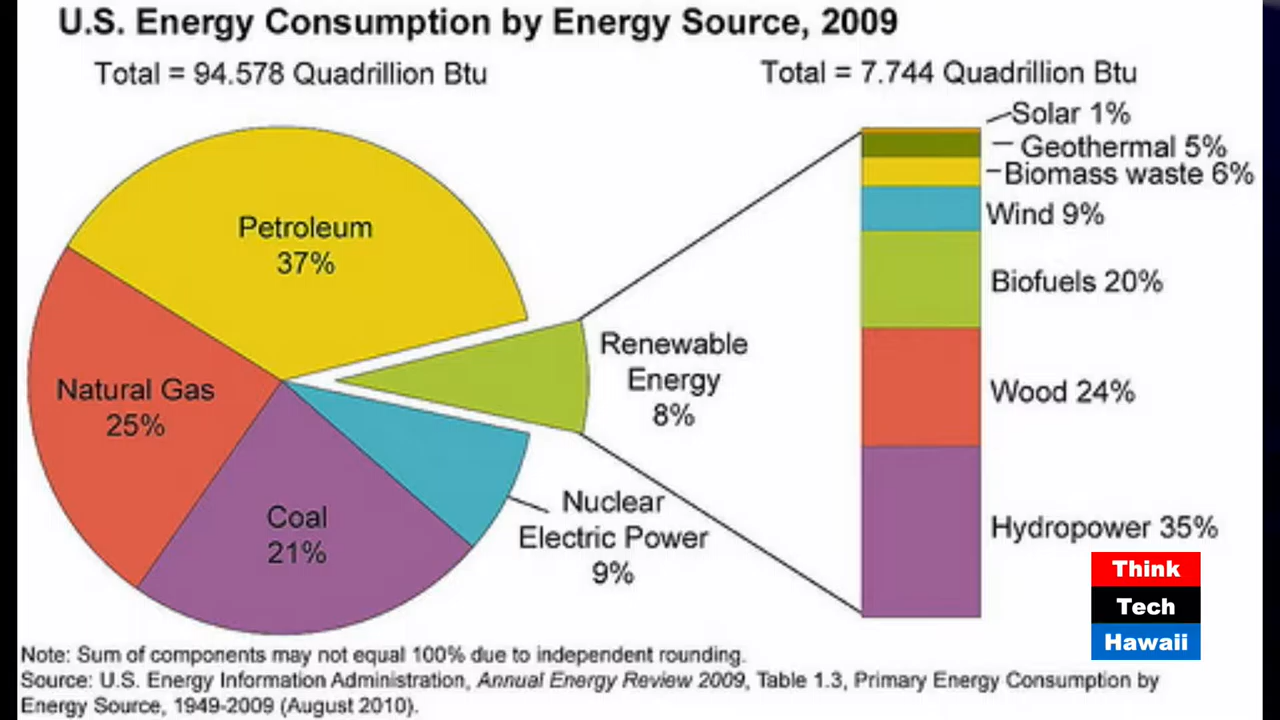 U.S. Energy Consumption by Energy Source, 2009
Total = 94.578 Quadrillion Btu
Total = 7.744 Quadrillion Btu
Petroleum
37%
Natural Gas
25%
Coal
21%
Nuclear
Electric Power
9%
Renewable
Energy
8%
Solar 1%
Geothermal 5%
Biomass waste 6%
Wind 9%
Biofuels 20%
Wood 24%
Hydropower 35%
Think
Tech
Hawaii
Note: Sum of components may not equal 100% due to independent rounding.
Source: U.S. Energy Information Administration, Annual Energy Review 2009, Table 1.3, Primary Energy Consumption by
Energy Source, 1949-2009 (August 2010).